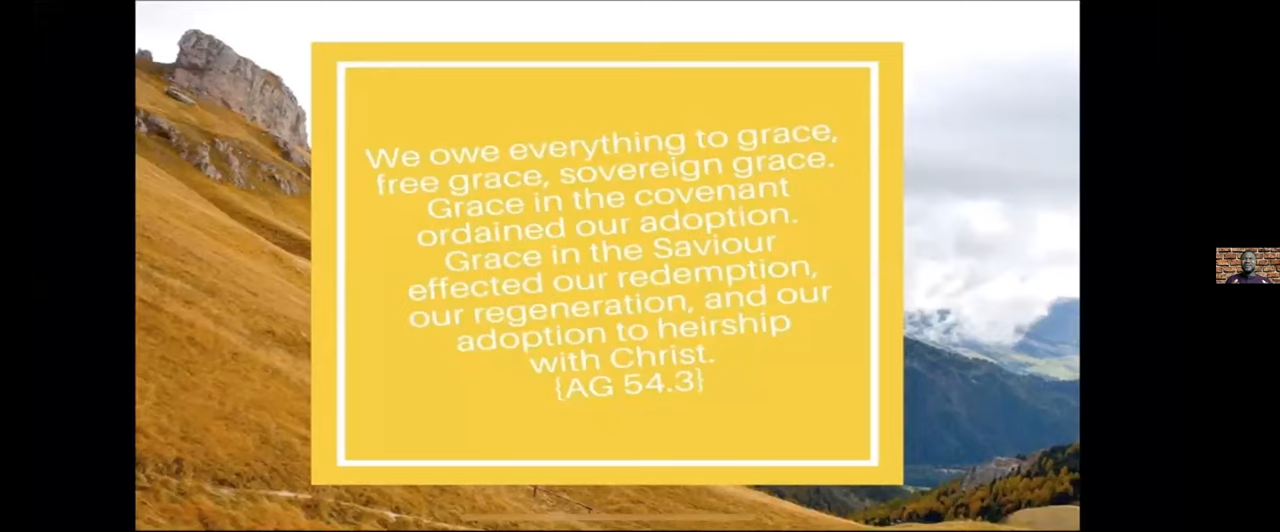 We owe everything to grace,
free grace, sovereign grace.
Grace in the covenant
ordained our adoption.
Grace in the Saviour
effected our redemption,
our regeneration, and our
adoption to heirship
with Christ.
{AG 54.3}